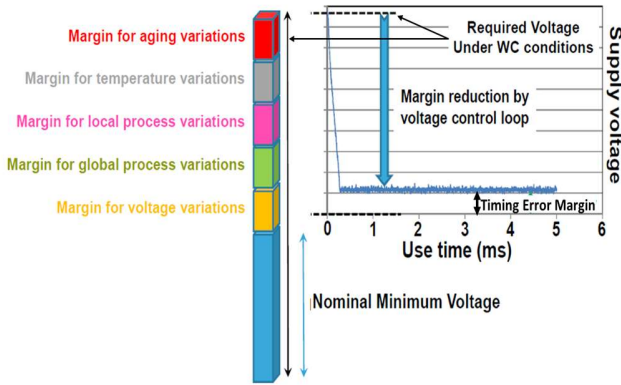 Margin for aging variations
Margin for temperature variations
Margin for local process variations
Margin for global process variations
Margin for voltage variations
Nominal Minimum Voltage
Required Voltage
Under WC conditions
Margin reduction by
voltage control loop
Timing Error Margin
0 1 2 3 4 5 6
Use time (ms)
Supply voltage